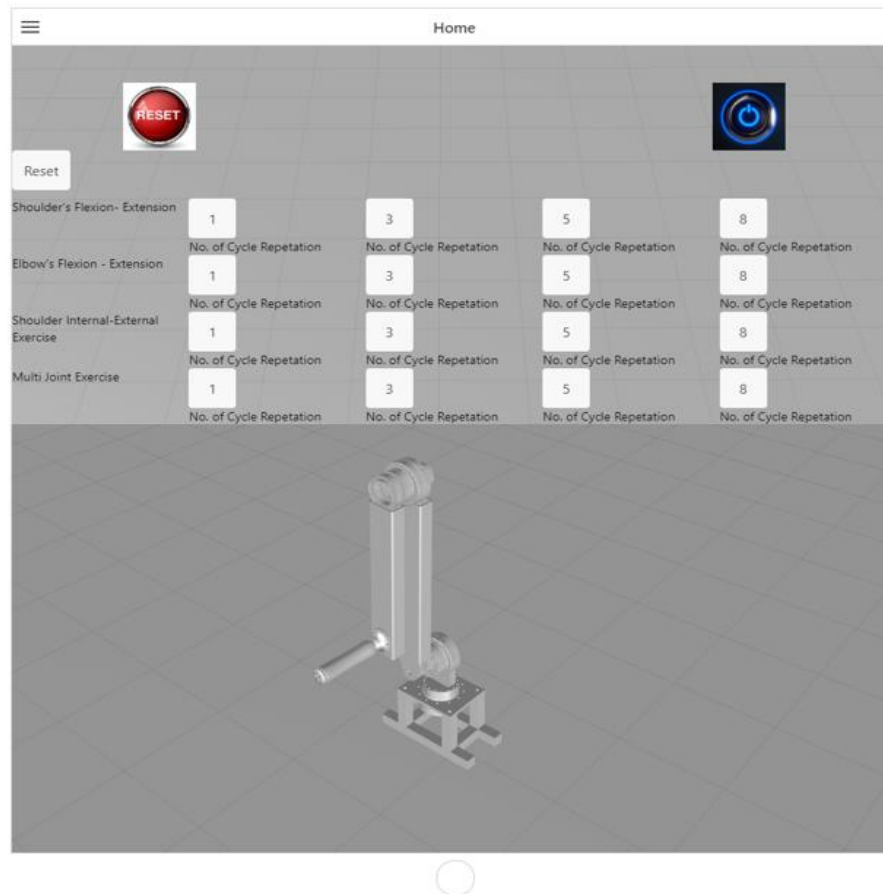 Home
RESET
Reset
Shoulder's Flexion- Extension
1 3 5 8
No. of Cycle Repetation No. of Cycle Repetation No. of Cycle Repetation No. of Cycle Repetation
Elbow's Flexion - Extension
1 3 5 8
No. of Cycle Repetation No. of Cycle Repetation No. of Cycle Repetation No. of Cycle Repetation
Shoulder Internal-External
Exercise
1 3 5 8
No. of Cycle Repetation No. of Cycle Repetation No. of Cycle Repetation No. of Cycle Repetation
Multi Joint Exercise
1 3 5 8
No. of Cycle Repetation No. of Cycle Repetation No. of Cycle Repetation No. of Cycle Repetation